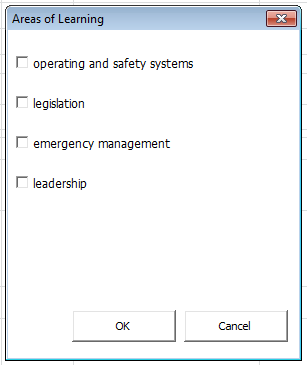 Areas of Learning
operating and safety systems
legislation
emergency management
leadership
OK Cancel